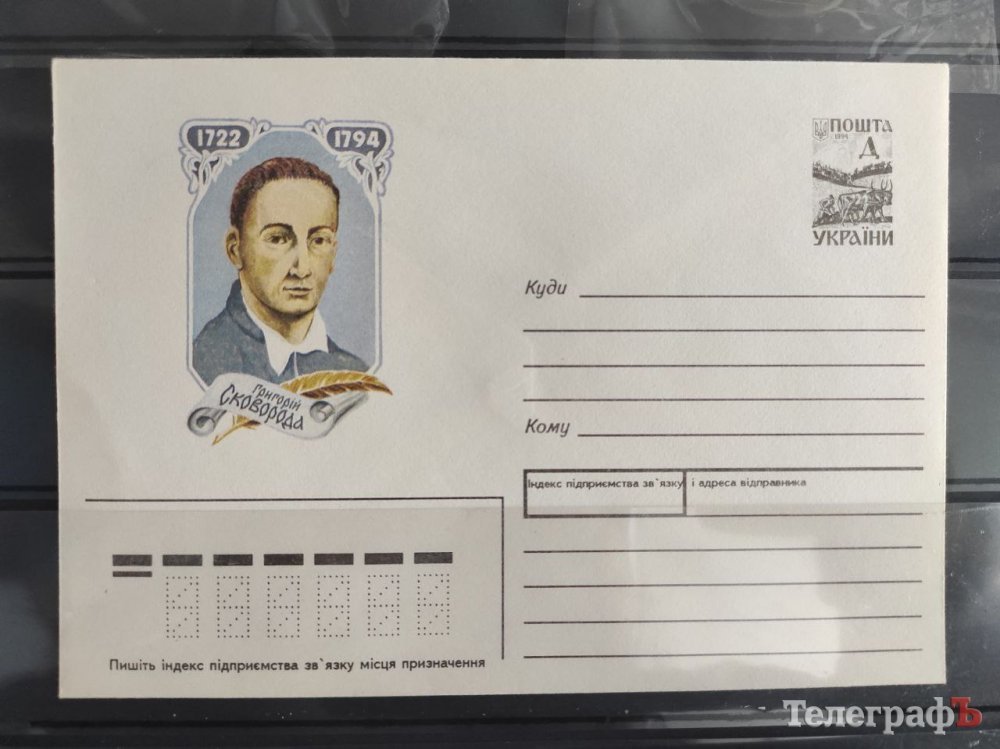 1722 1794
Григорій
Сковорода
ПОШТА
1994
Д
УКРАЇНИ
Куди
Кому
Індекс підприємства зв`язку і адреса відправника
Пишіть індекс підприємства зв`язку місця призначення
ТелеграфЪ